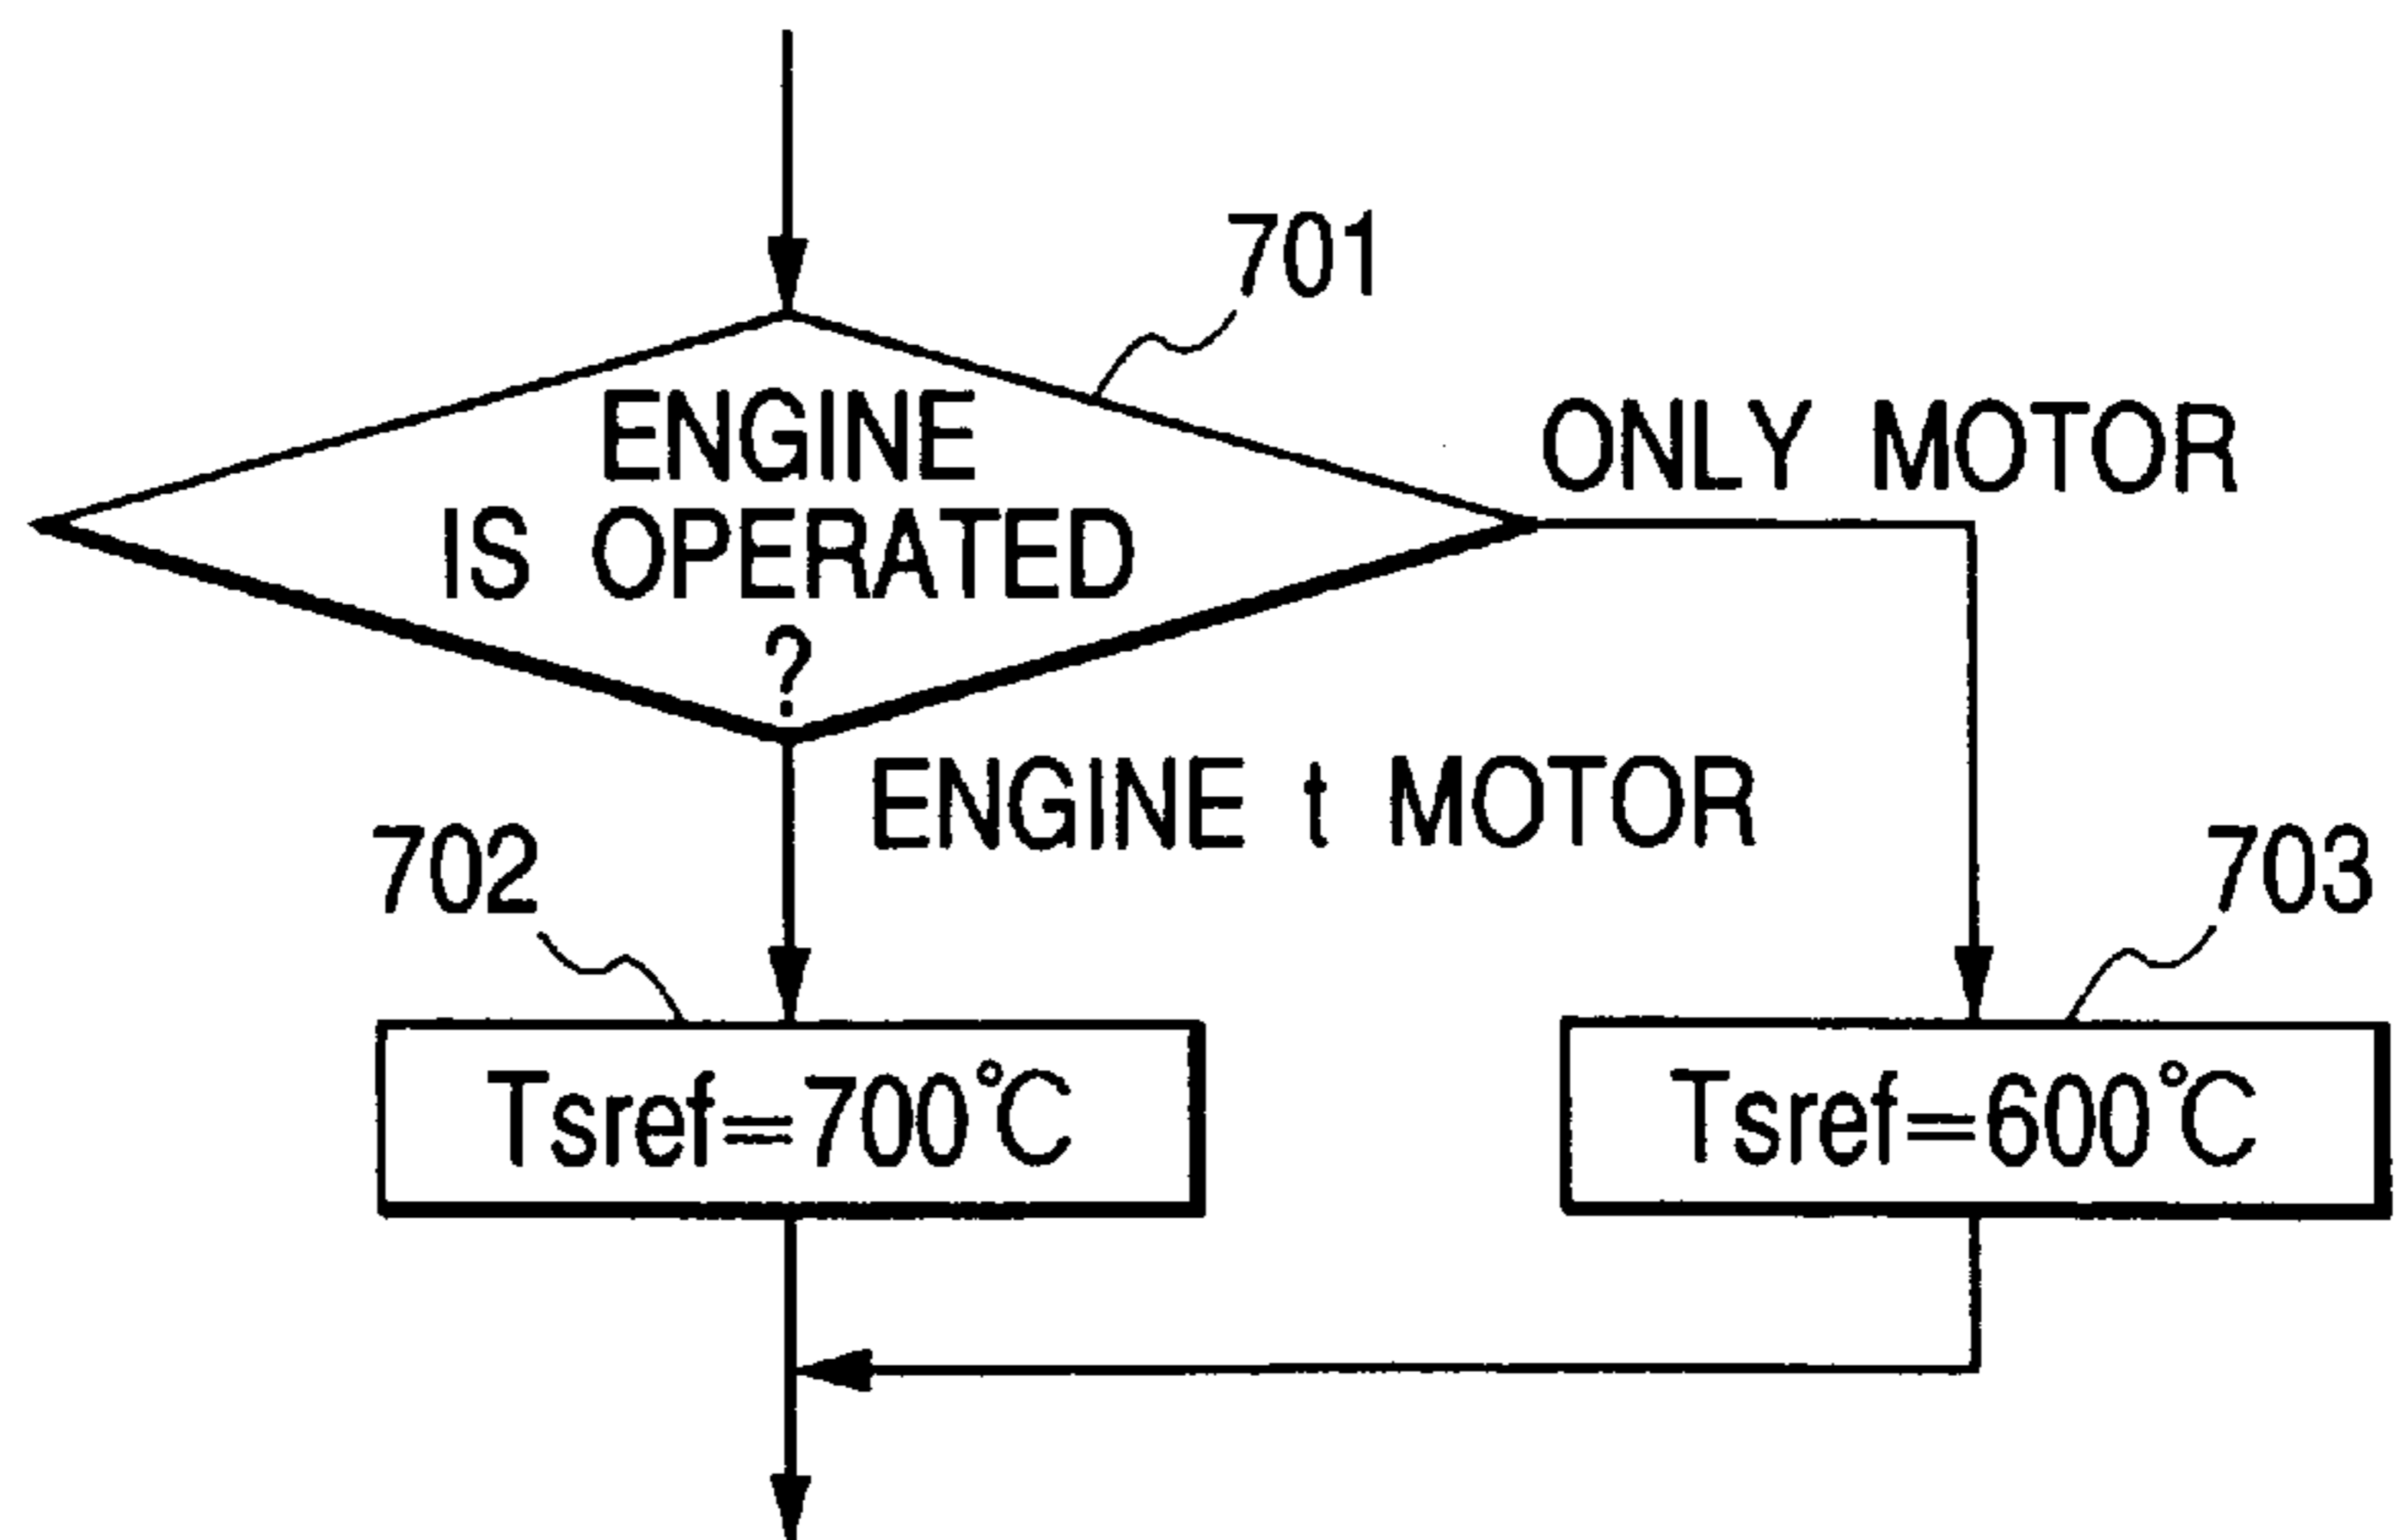 701
ENGINE
IS OPERATED
?
ONLY MOTOR
ENGINE t MOTOR
702
703
Tsref=700°C
Tsref=600°C